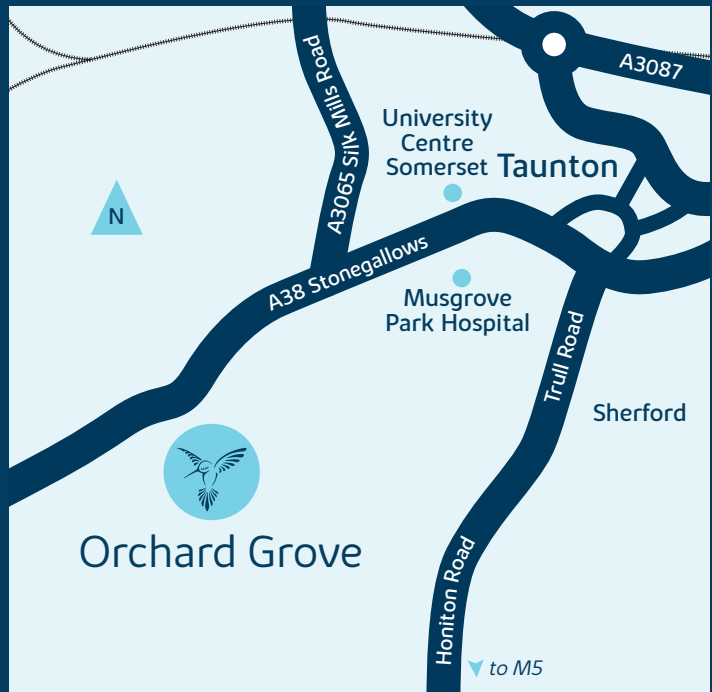 A3087
A3065 Silk Mills Road
University
Centre
Somerset
Taunton
N
A38 Stonegallows
Musgrove
Park Hospital
Trull Road
Sherford
Orchard Grove
Honiton Road
to M5